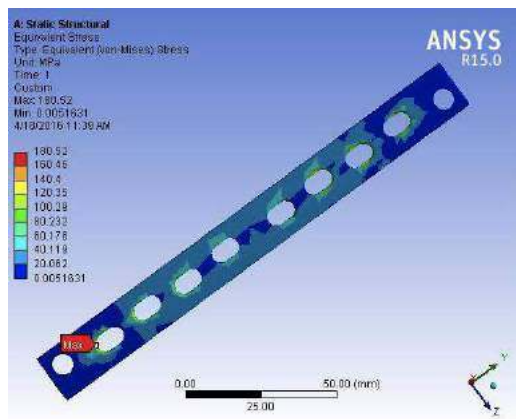 A: Static Structural
Equivalent Stress
Type: Equivalent (von-Mises) Stress
Unit: MPa
Time: 1
Custom
Max: 180.52
Min: 0.0051631
4/18/2016 11:39 AM
ANSYS
R15.0
180.52
160.46
140.4
120.35
100.29
80.232
60.176
40.119
20.062
0.0051631
Max
0.00
50.00 (mm)
25.00
Y
X
Z